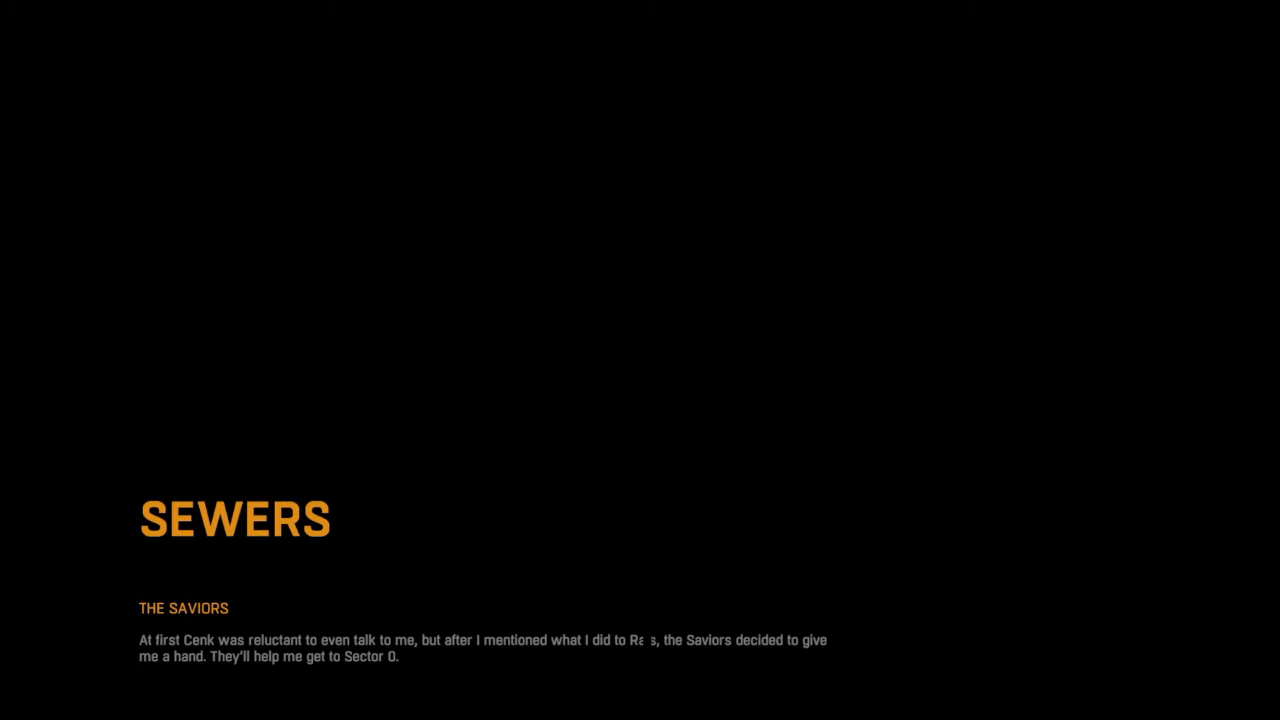 SEWERS
THE SAVIORS
At first Cenk was reluctant to even talk to me, but after I mentioned what I did to the Saviors decided to give
me a hand. They'll help me get to Sector 0.